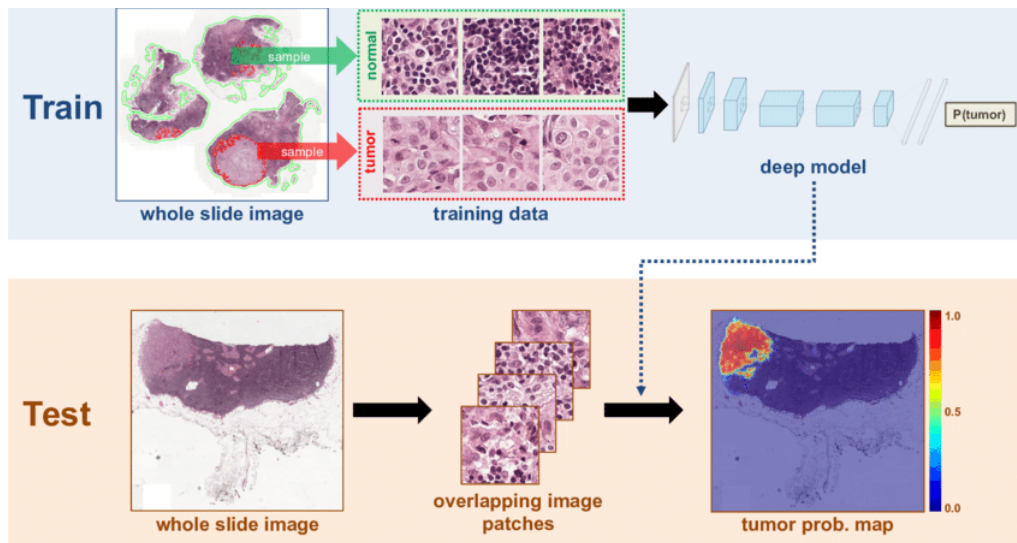 Train
sample
sample
normal
tumor
P(tumor)
whole slide image
training data
deep model
Test
1.0
0.5
0.0
whole slide image
overlapping image
patches
tumor prob. map